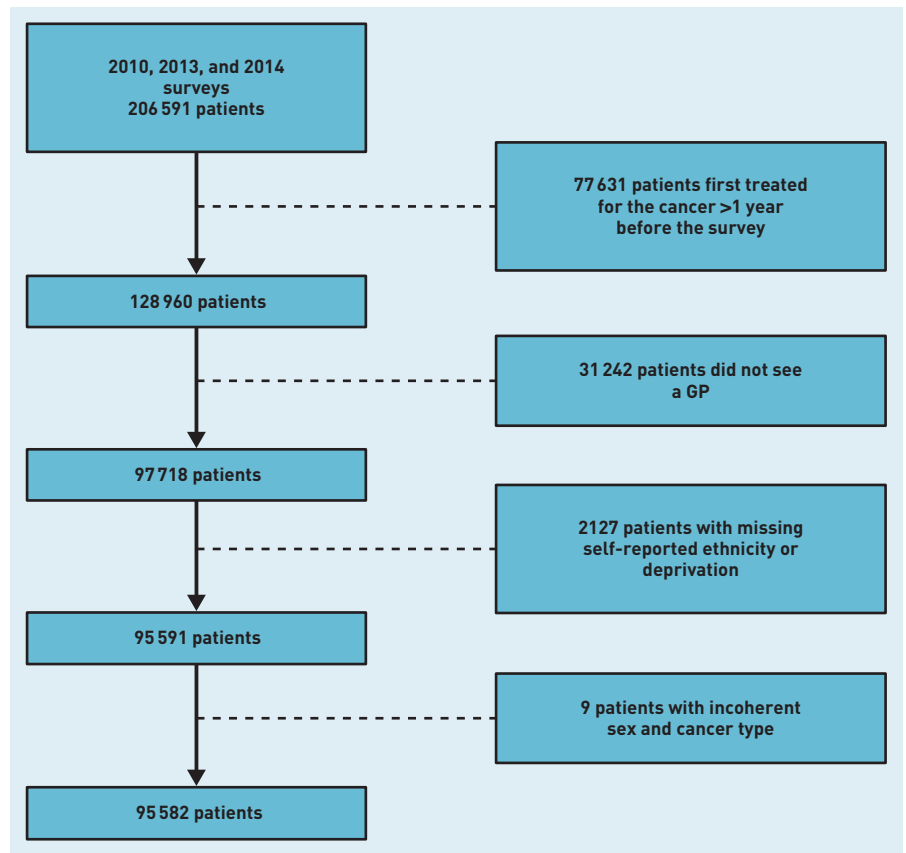 2010, 2013, and 2014
surveys
206 591 patients
77 631 patients first treated
for the cancer >1 year
before the survey
128 960 patients
31 242 patients did not see
a GP
97 718 patients
2127 patients with missing
self-reported ethnicity or
deprivation
95 591 patients
9 patients with incoherent
sex and cancer type
95 582 patients